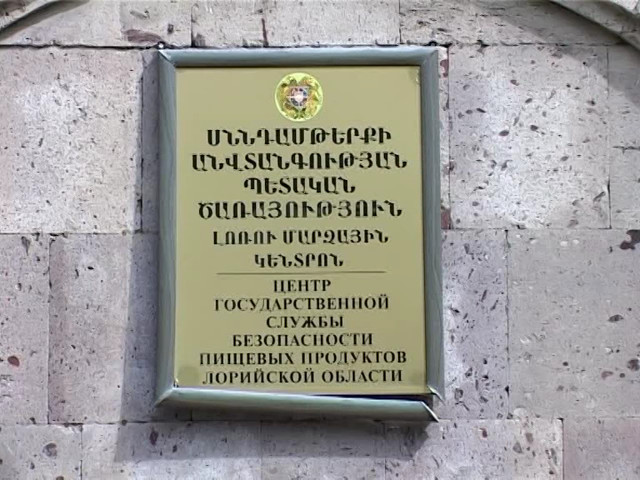 ՍՆՆԴԱՄԹԵՐՔԻ
ԱՆՎՏԱՆԳՈՒԹՅԱՆ
ՊԵՏԱԿԱՆ
ԾԱՌԱՅՈՒԹՅՈՒՆ
ԼՈՌՈՒ ՄԱՐԶԱՅԻՆ
ԿԵՆՏՐՈՆ
ЦЕНТР
ГОСУДАРСТВЕННОЙ
СЛУЖБЫ
БЕЗОПАСНОСТИ
ПИЩЕВЫХ ПРОДУКТОВ
ЛОРИЙСКОЙ ОБЛАСТИ